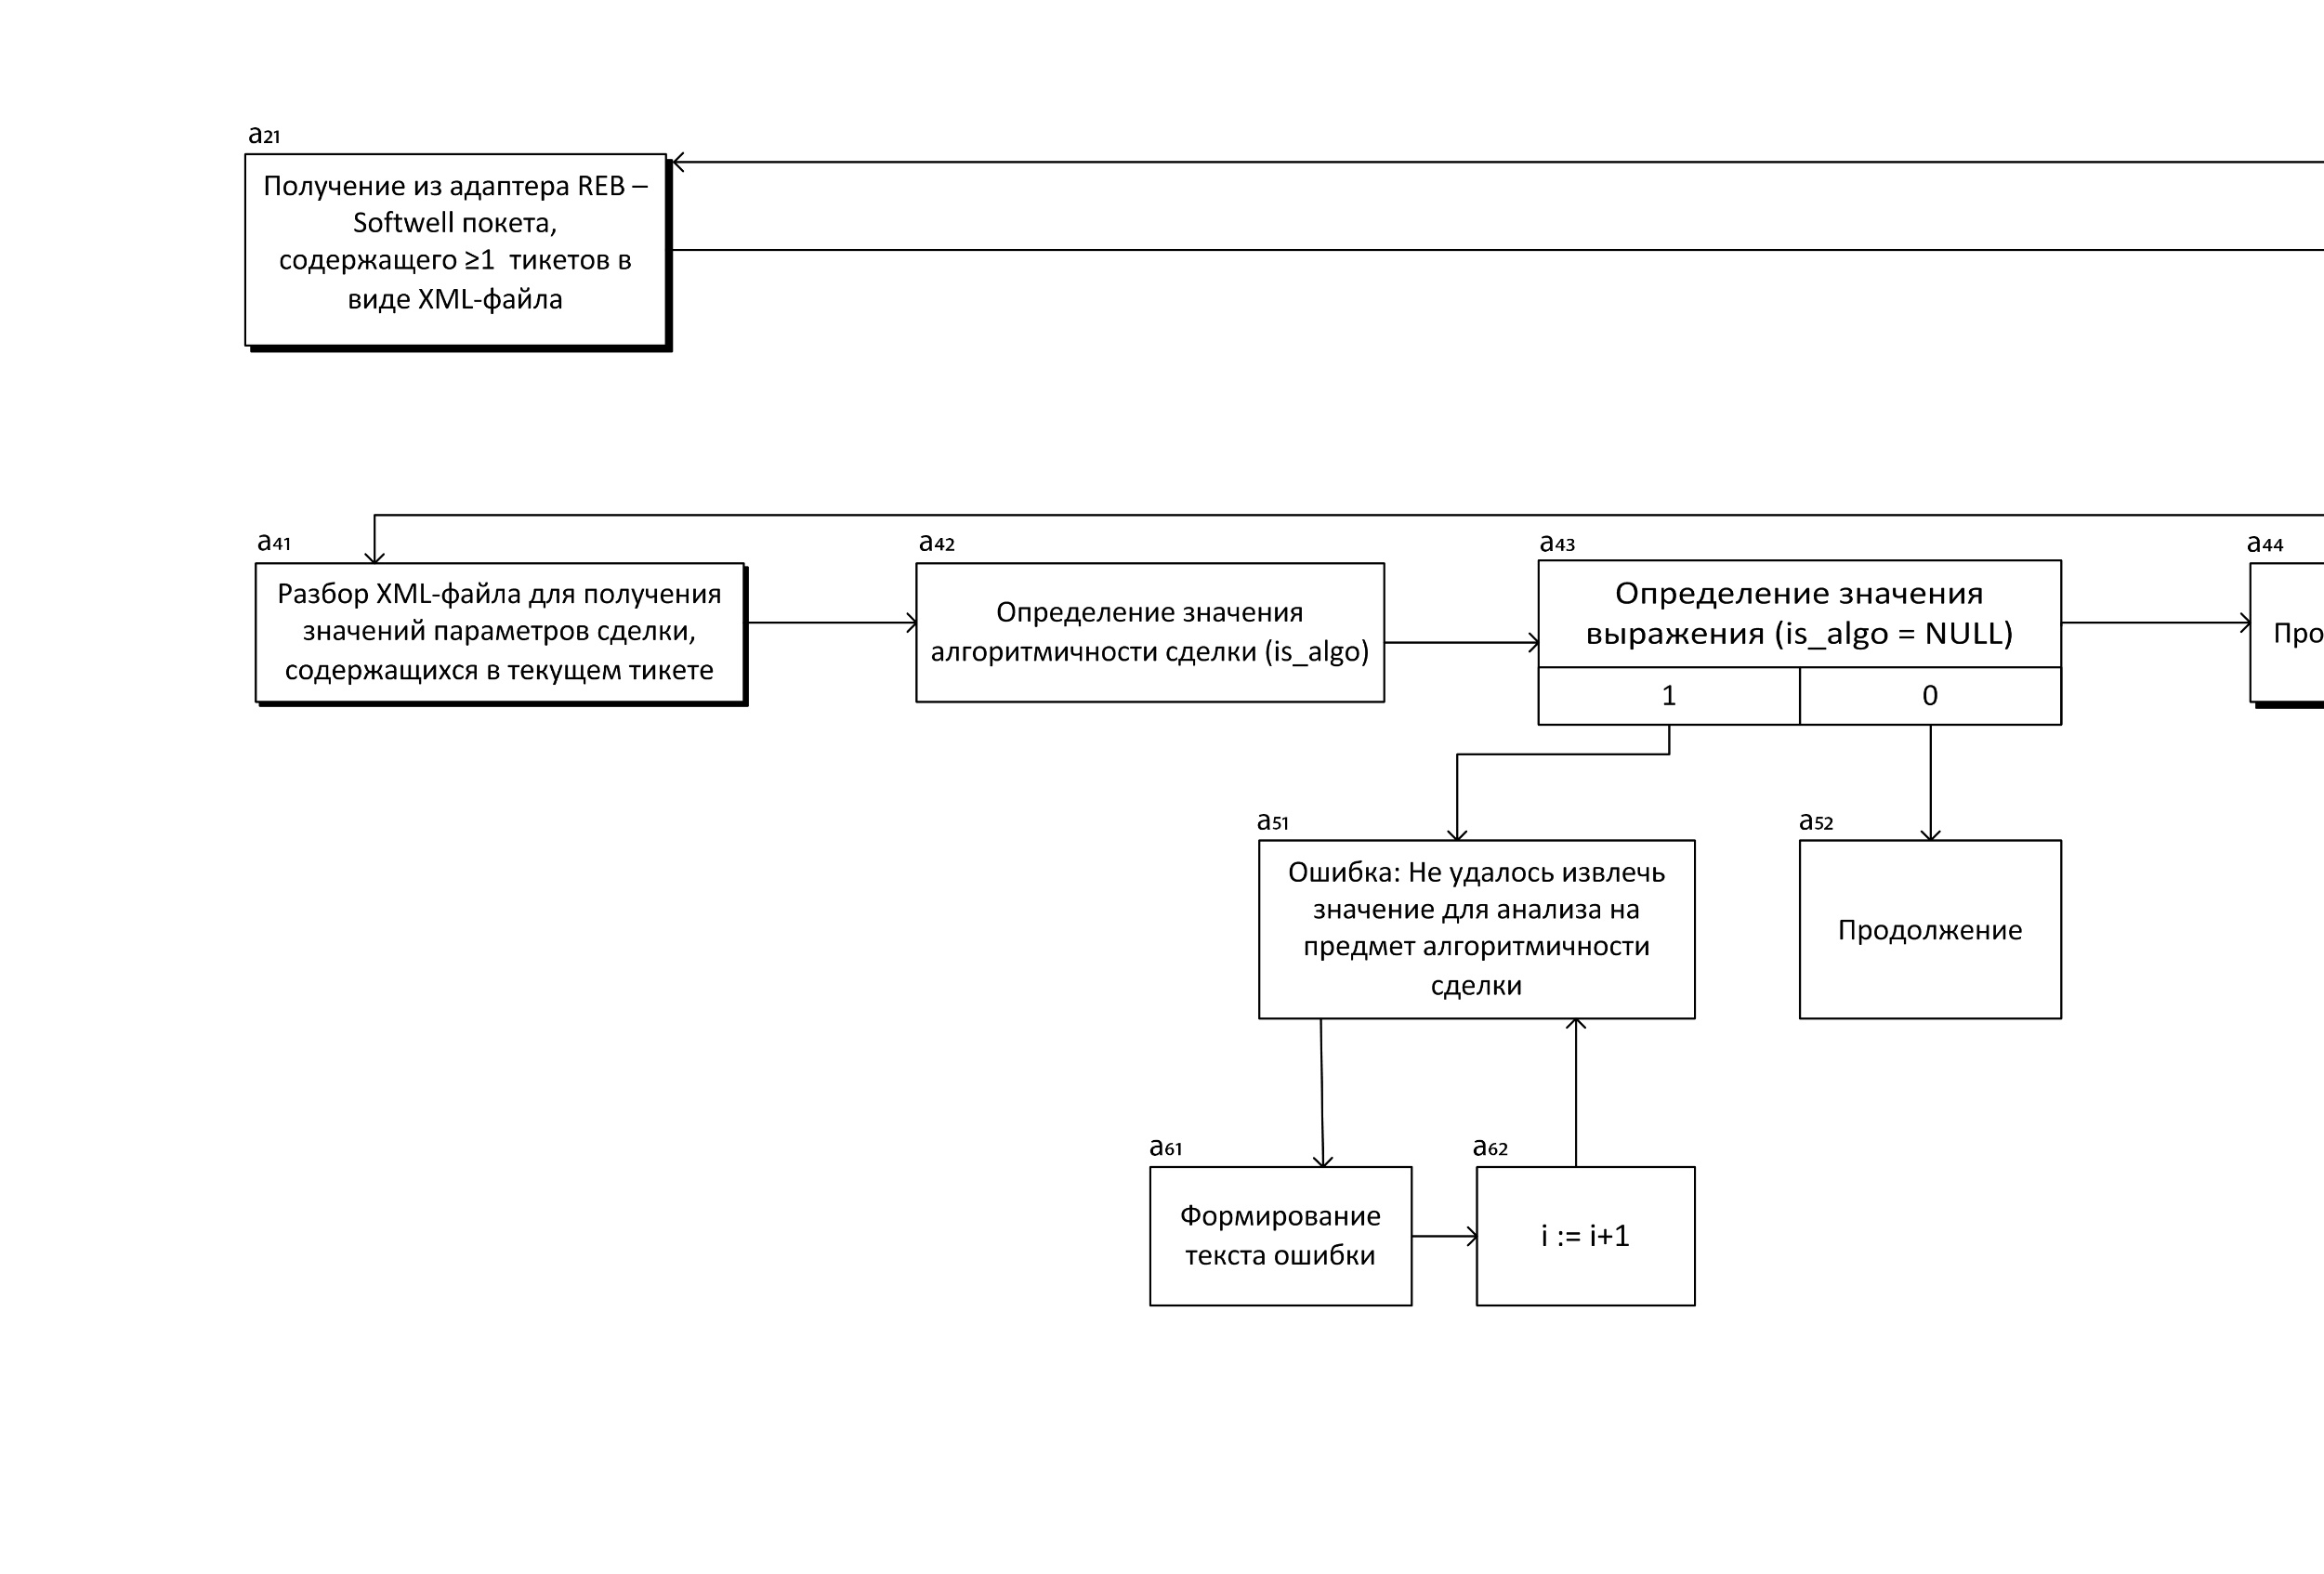 a21
Получение из адаптера REB –
Softwell покета,
содержащего ≥1 тикетов в
виде XML-файла
a41
Разбор XML-файла для получения
значений параметров сделки,
содержащихся в текущем тикете
a42
Определение значения
алгоритмичности сделки (is_algo)
a43
Определение значения
выражения (is_algo = NULL)
1
0
a44
a51
Ошибка: Не удалось извлечь
значение для анализа на
предмет алгоритмичности
сделки
a52
Продолжение
a61
Формирование
текста ошибки
a62
i := i+1